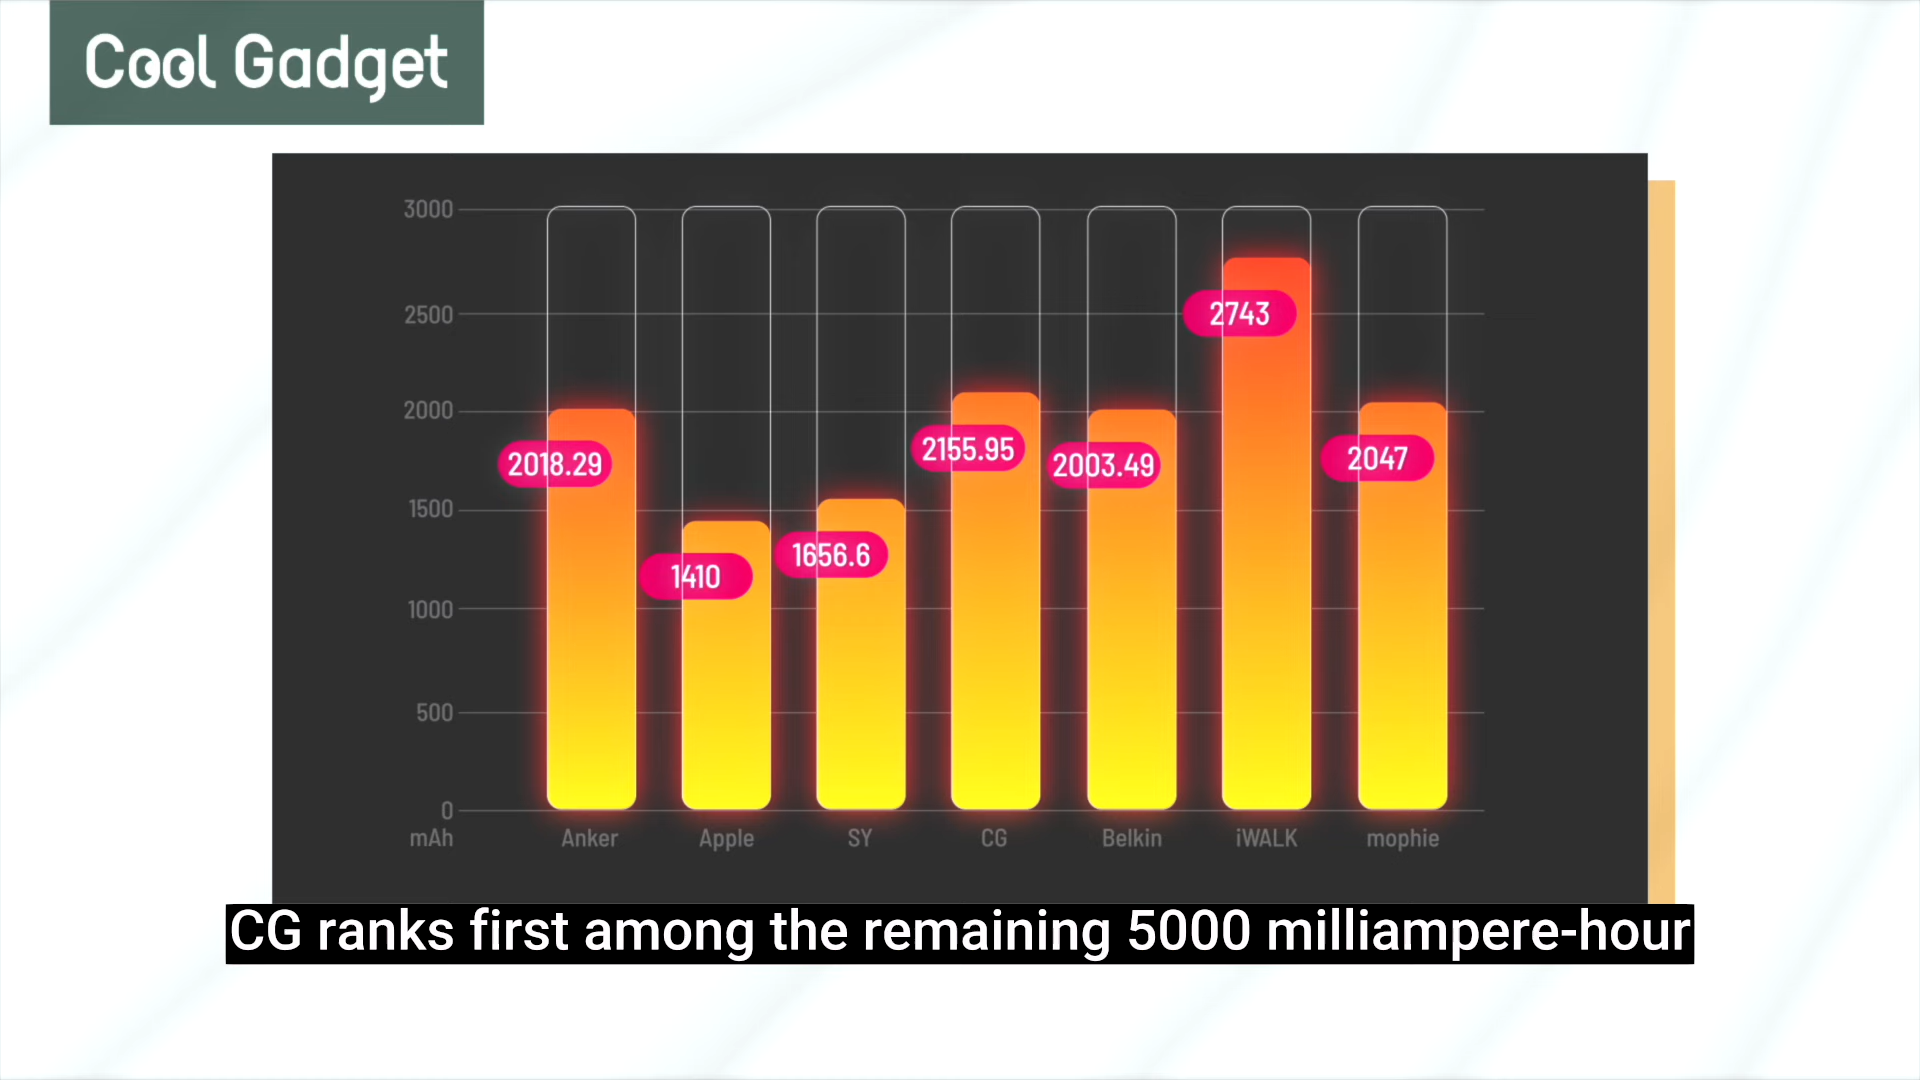 Cool Gadget
3000
2500
2000
1500
1000
500
0
mAh
2018.29
1410
1656.6
2155.95
2003.49
2743
2047
Anker
Apple
SY
CG
Belkin
iWALK
mophie
CG ranks first among the remaining 5000 milliampere-hour